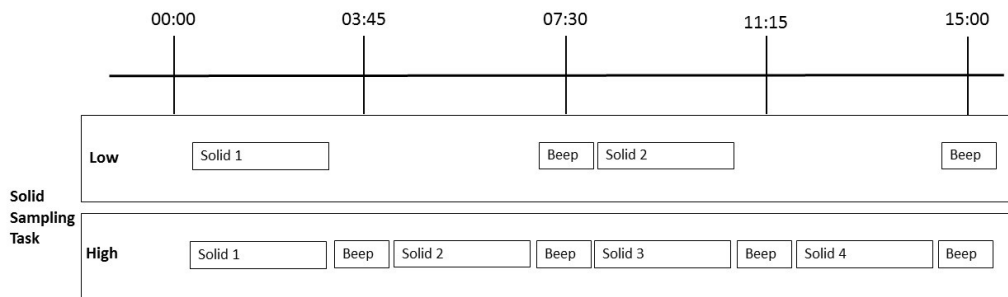 00:00 03:45 07:30 11:15 15:00
Low Solid 1 Beep Solid 2 Beep
Solid
Sampling
Task
High Solid 1 Beep Solid 2 Beep Solid 3 Beep Solid 4 Beep